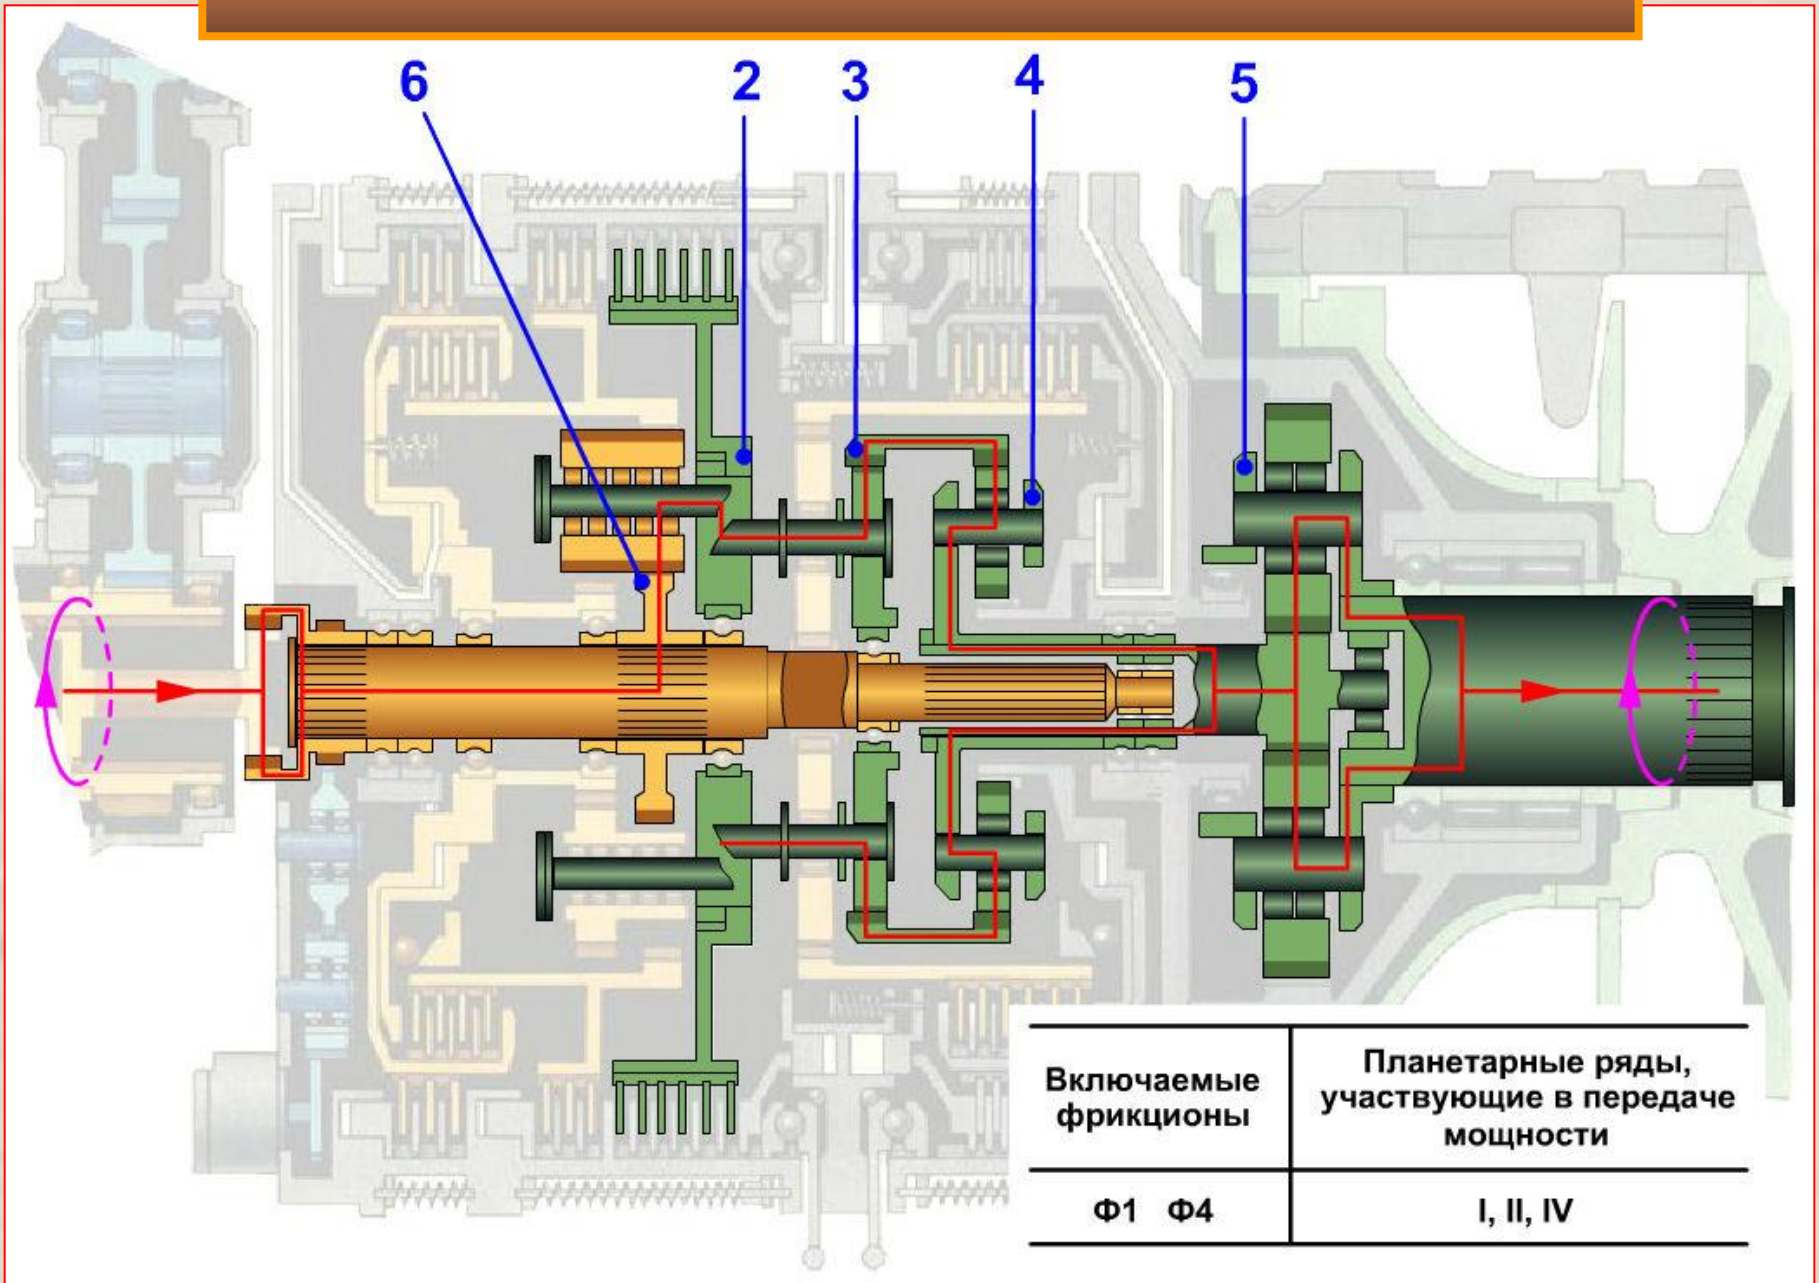 6 2 3 4 5
Включаемые
фрикционы
Планетарные ряды,
участвующие в передаче
мощности
Ф1 Ф4
I, II, IV